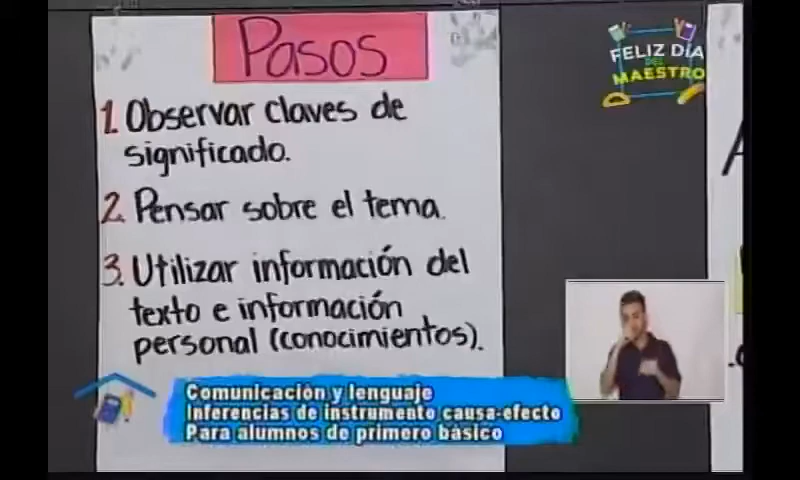 Pasos
FELIZ DÍA
DEL
MAESTRO
1. Observar claves de
significado.
2. Pensar sobre el tema.
3. Utilizar información del
texto e información
personal (conocimientos).
Comunicación y lenguaje
Inferencias de instrumento causa-efecto
Para alumnos de primero básico